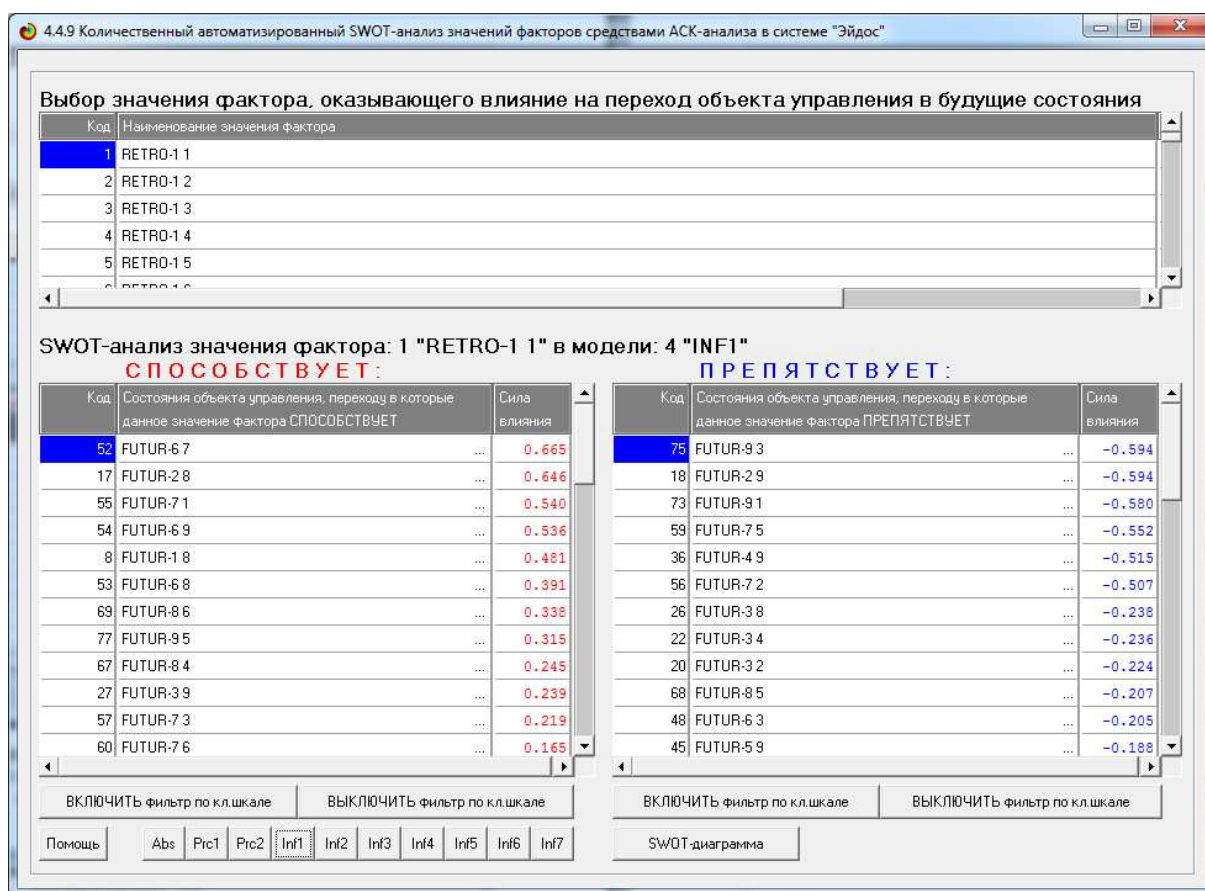 4.4.9 Количественный автоматизированный SWOT-анализ значений факторов средствами АСК-анализа в системе "Эйдос"
Выбор значения фактора, оказывающего влияние на переход объекта управления в будущие состояния
Код Наименование значения фактора
1 RETRO-1 1
2 RETRO-1 2
3 RETRO-1 3
4 RETRO-1 4
5 RETRO-1 5
SWOT-анализ значения фактора: 1 "RETRO-1 1" в модели: 4 "INF1"
СПОСОБСТВУЕТ: ПРЕПЯТСТВУЕТ:
Код Состояния объекта управления, переходу в которые Сила Код Состояния объекта управления, переходу в которые Сила
данное значение фактора СПОСОБСТВУЕТ влияния данное значение фактора ПРЕПЯТСТВУЕТ влияния
52 FUTUR-6 7 ... 0.665 75 FUTUR-9 3 ... -0.594
17 FUTUR-2 8 ... 0.646 18 FUTUR-2 9 ... -0.594
55 FUTUR-7 1 ... 0.540 73 FUTUR-9 1 ... -0.580
54 FUTUR-6 9 ... 0.536 59 FUTUR-7 5 ... -0.552
8 FUTUR-1 8 ... 0.481 36 FUTUR-4 9 ... -0.515
53 FUTUR-6 8 ... 0.391 56 FUTUR-7 2 ... -0.507
69 FUTUR-8 6 ... 0.338 26 FUTUR-3 8 ... -0.238
77 FUTUR-9 5 ... 0.315 22 FUTUR-3 4 ... -0.236
67 FUTUR-8 4 ... 0.245 20 FUTUR-3 2 ... -0.224
27 FUTUR-3 9 ... 0.239 68 FUTUR-8 5 ... -0.207
57 FUTUR-7 3 ... 0.219 48 FUTUR-6 3 ... -0.205
60 FUTUR-7 6 ... 0.165 45 FUTUR-5 9 ... -0.188
ВКЛЮЧИТЬ фильтр по кл.шкале ВЫКЛЮЧИТЬ фильтр по кл.шкале ВКЛЮЧИТЬ фильтр по кл.шкале ВЫКЛЮЧИТЬ фильтр по кл.шкале
Помощь Abs Prc1 Prc2 Inf1 Inf2 Inf3 Inf4 Inf5 Inf6 Inf7 SWOT-диаграмма